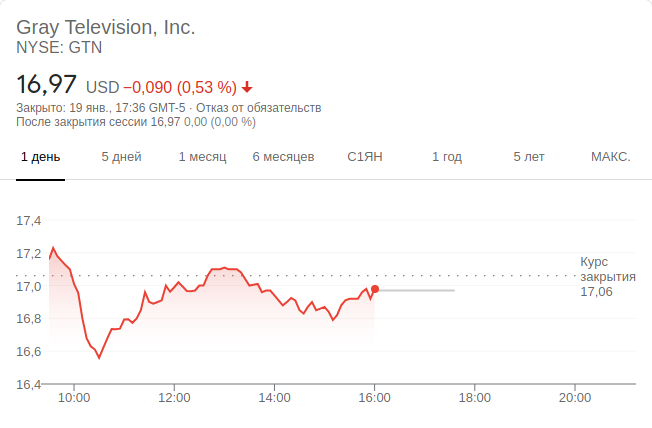 Gray Television, Inc.
NYSE: GTN
16,97 USD −0,090 (0,53 %)
Закрыто: 19 янв., 17:36 GMT-5 · Отказ от обязательств
После закрытия сессии 16,97 0,00 (0,00 %)
1 день 5 дней 1 месяц 6 месяцев С1ЯН 1 год 5 лет МАКС.
17,4
17,2
17,0
16,8
16,6
16,4
Курс
закрытия
17,06
10:00 12:00 14:00 16:00 18:00 20:00